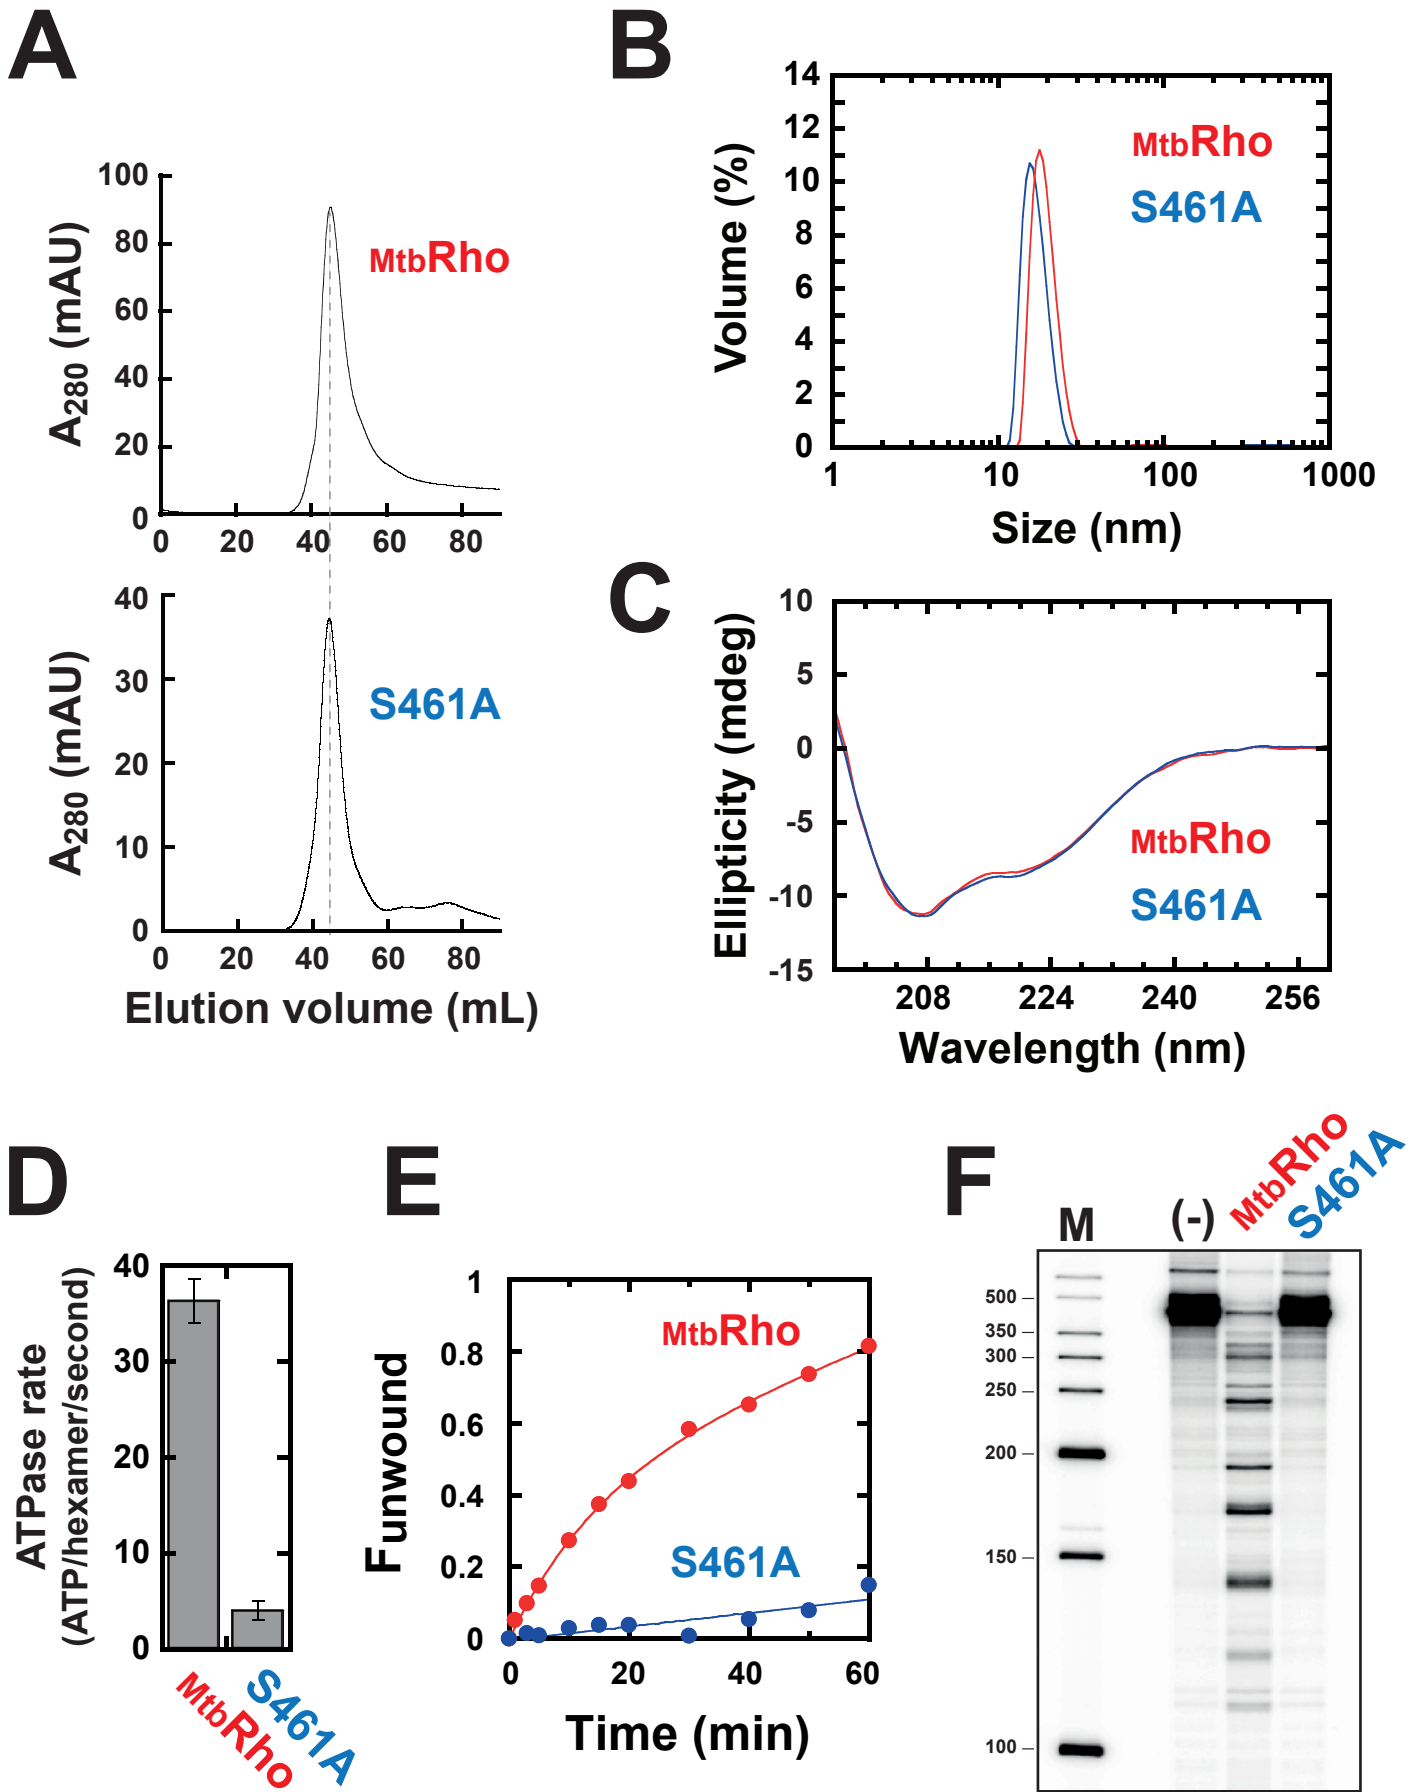 A
100
80
60
40
20
0
A280 (mAU)
MtbRho
0 20 40 60 80
40
30
20
10
0
A280 (mAU)
S461A
0 20 40 60 80
Elution volume (mL)
B
14
12
10
8
6
4
2
0
Volume (%)
MtbRho
S461A
1 10 100 1000
Size (nm)
C
10
5
0
-5
-10
-15
Ellipticity (mdeg)
MtbRho
S461A
208 224 240 256
Wavelength (nm)
D
40
30
20
10
0
ATPase rate
(ATP/hexamer/second)
MtbRho
S461A
E
1
0.8
0.6
0.4
0.2
0
Funwound
MtbRho
S461A
0 20 40 60
Time (min)
F
M (-) MtbRho S461A
500
350
300
250
200
150
100